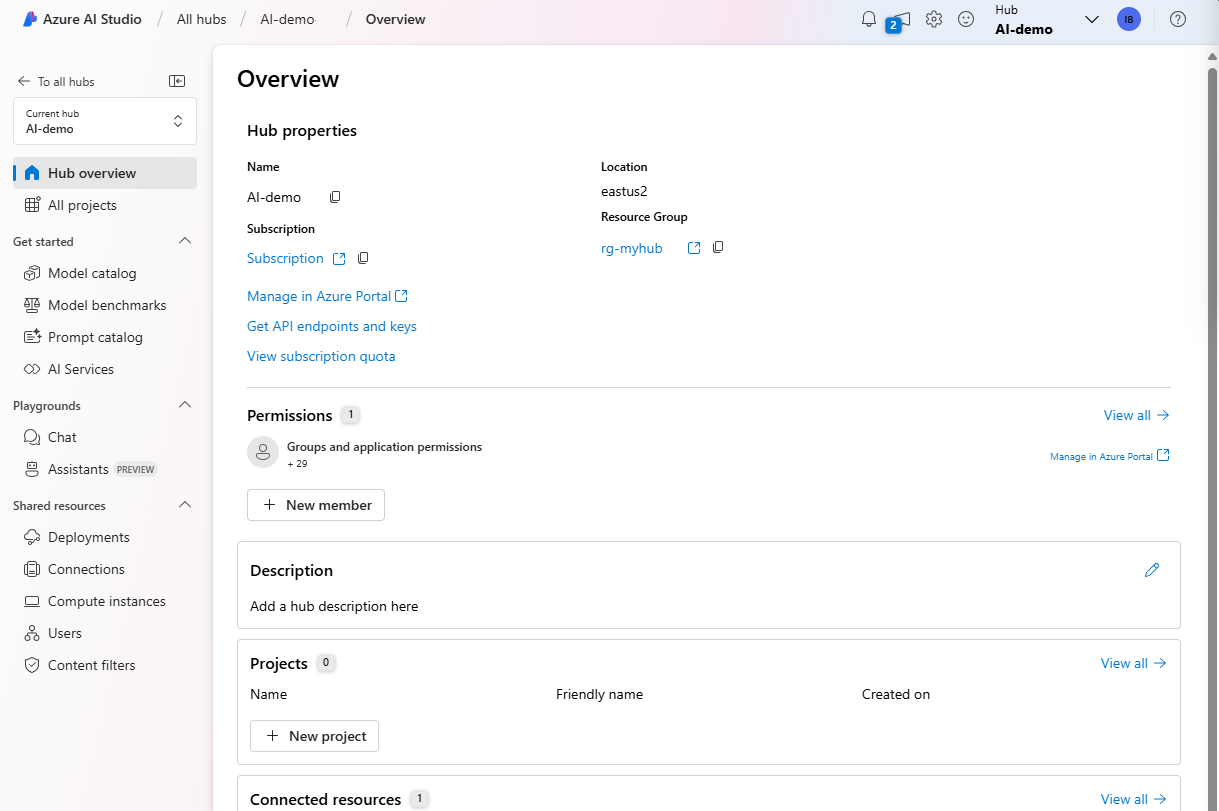 Azure AI Studio / All hubs / AI-demo / Overview
2
Hub
AI-demo
IB
To all hubs
Current hub
AI-demo
Hub overview
All projects
Get started
Model catalog
Model benchmarks
Prompt catalog
AI Services
Playgrounds
Chat
Assistants PREVIEW
Shared resources
Deployments
Connections
Compute instances
Users
Content filters
Overview
Hub properties
Name
AI-demo
Subscription
Subscription
Location
eastus2
Resource Group
rg-myhub
Manage in Azure Portal
Get API endpoints and keys
View subscription quota
Permissions 1
View all
Groups and application permissions
+ 29
Manage in Azure Portal
New member
Description
Add a hub description here
Projects 0
View all
Name Friendly name Created on
New project
Connected resources 1
View all